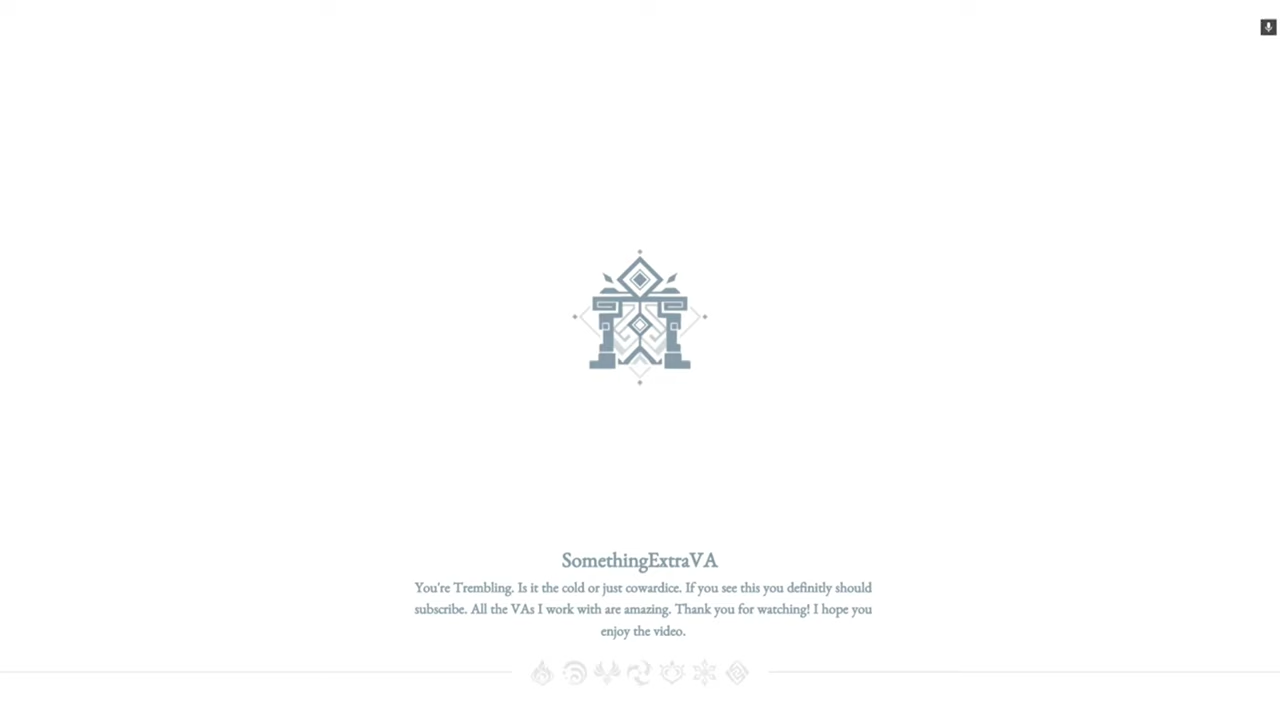 SomethingExtraVA
You're Trembling. Is it the cold or just cowardice. If you see this you definitly should
subscribe. All the VAs I work with are amazing. Thank you for watching! I hope you
enjoy the video.